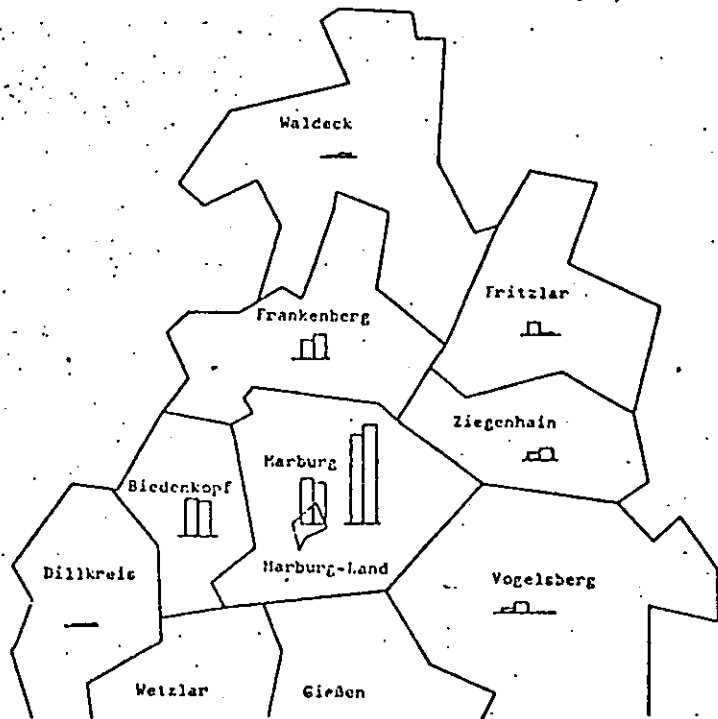 Waldeck
Fritzlar
Frankenberg
Ziegenhain
Marburg
Biedenkopf
Marburg-Land
Dillkreis
Vogelsberg
Wetzlar
Gießen